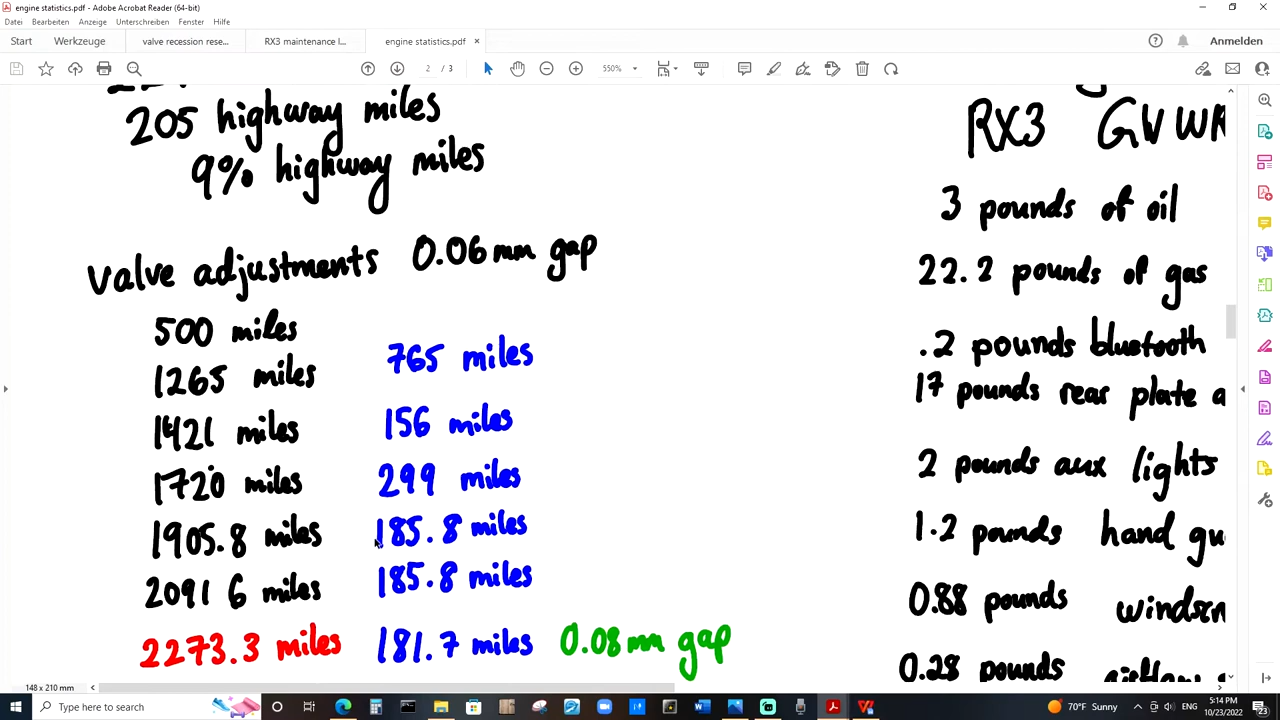 engine statistics.pdf - Adobe Acrobat Reader (64-bit)
Datei Bearbeiten Anzeige Unterschreiben Fenster Hilfe
Start Werkzeuge valve recession rese... RX3 maintenance l... engine statistics.pdf × Anmelden
2 / 3 550%
205 highway miles
9% highway miles
valve adjustments 0.06 mm gap
500 miles
1265 miles 765 miles
1421 miles 156 miles
1720 miles 299 miles
1905.8 miles 185.8 miles
2091 6 miles 185.8 miles
2273.3 miles 181.7 miles 0.08 mm gap
RX3 GVWR
3 pounds of oil
22.2 pounds of gas
.2 pounds bluetooth
17 pounds rear plate a
2 pounds aux lights
1.2 pounds hand gu
0.88 pounds windscr
0.28 pounds
148 x 210 mm
Type here to search
70°F Sunny ENG 5:14 PM
10/23/2022